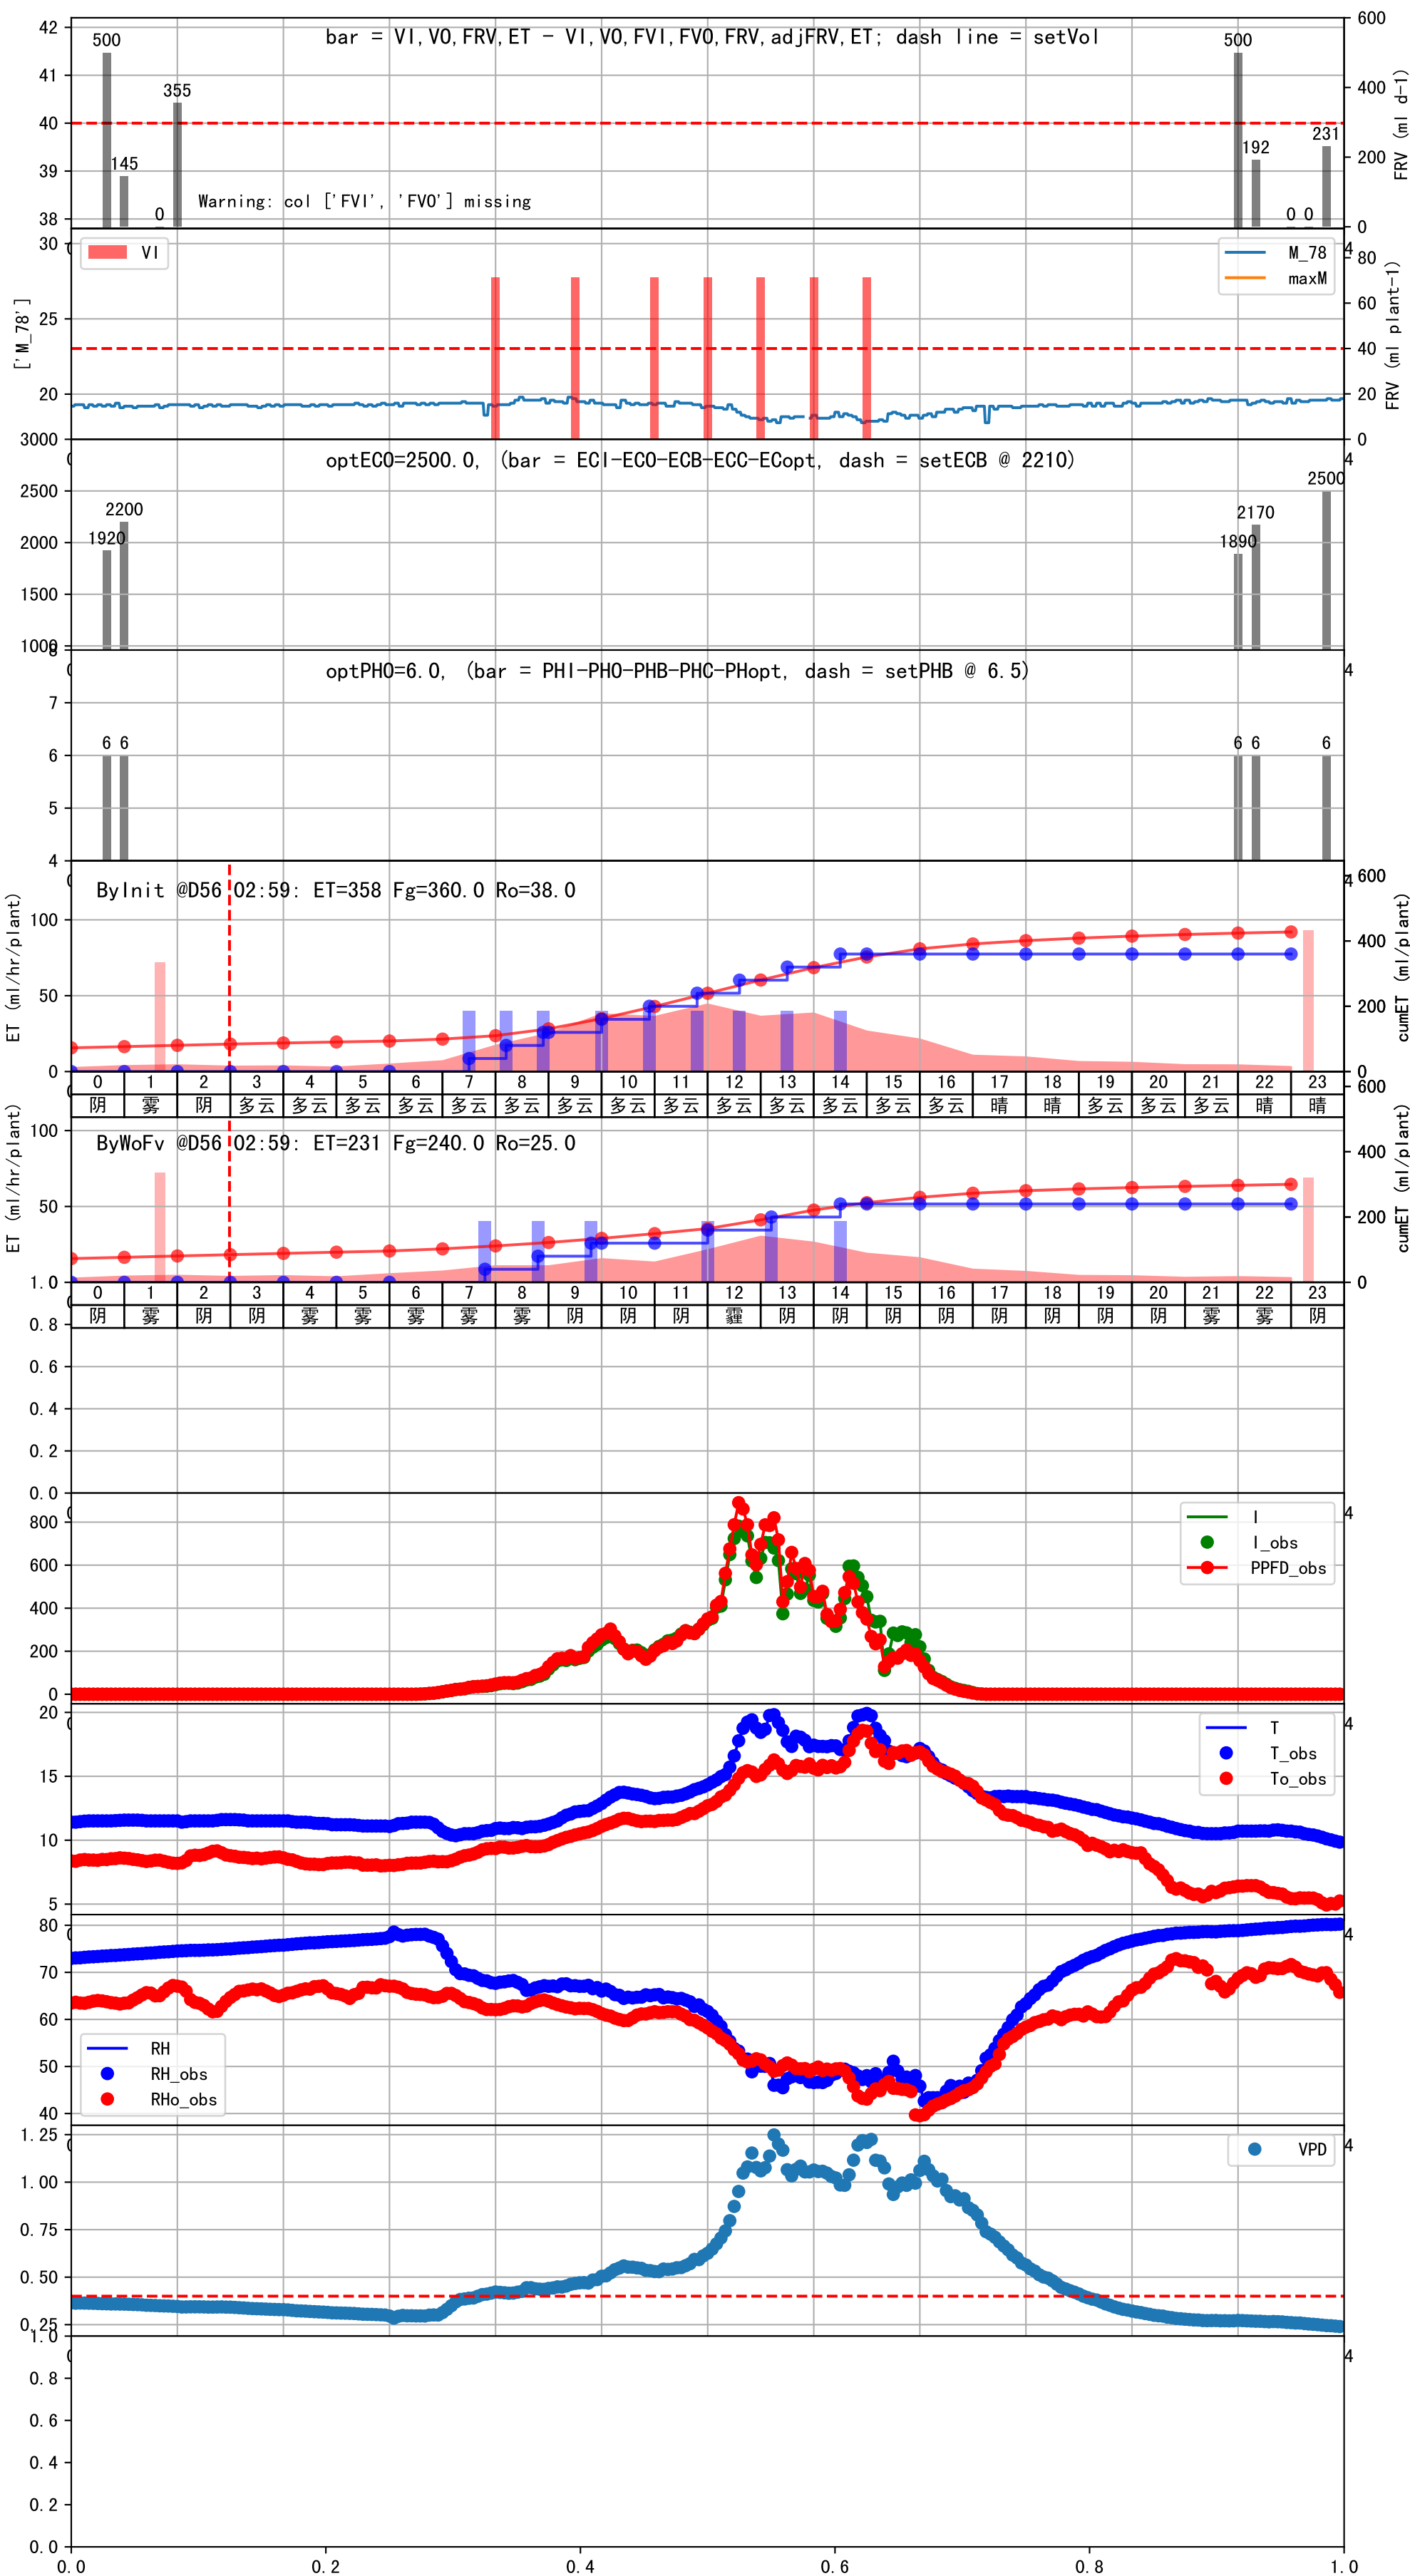 bar = VI,VO,FRV,ET - VI,VO,FVI,FVO,FRV,adjFRV,ET; dash line = setVol
42
41
40
39
38
500
145
0
355
500
192
0 0
231
Warning: col ['FVI', 'FVO'] missing
600
400
200
0
FRV (ml d-1)
VI
M_78
maxM
30
25
20
['M_78']
80
60
40
20
0
FRV (ml plant-1)
optECO=2500.0, (bar = ECI-ECO-ECB-ECC-ECopt, dash = setECB @ 2210)
3000
2500
2000
1500
1000
1920
2200
1890
2170
2500
optPHO=6.0, (bar = PHI-PHO-PHB-PHC-PHopt, dash = setPHB @ 6.5)
8
7
6
5
4
6 6
6 6
6
ByInit @D56 02:59: ET=358 Fg=360.0 Ro=38.0
100
50
0
ET (ml/hr/plant)
600
400
200
0
cumET (ml/plant)
0 1 2 3 4 5 6 7 8 9 10 11 12 13 14 15 16 17 18 19 20 21 22 23
阴 雾 阴 多云 多云 多云 多云 多云 多云 多云 多云 多云 多云 多云 多云 多云 多云 晴 晴 多云 多云 多云 晴 晴
ByWoFv @D56 02:59: ET=231 Fg=240.0 Ro=25.0
100
50
0
ET (ml/hr/plant)
600
400
200
0
cumET (ml/plant)
0 1 2 3 4 5 6 7 8 9 10 11 12 13 14 15 16 17 18 19 20 21 22 23
阴 雾 阴 阴 雾 雾 雾 雾 雾 阴 阴 阴 霾 阴 阴 阴 阴 阴 阴 阴 阴 雾 雾 阴
1.0
0.8
0.6
0.4
0.2
0.0
800
600
400
200
0
I
I_obs
PPFD_obs
20
15
10
5
T
T_obs
To_obs
80
70
60
50
40
RH
RH_obs
RHo_obs
1.25
1.00
0.75
0.50
0.25
VPD
1.0
0.8
0.6
0.4
0.2
0.0
0.0 0.2 0.4 0.6 0.8 1.0